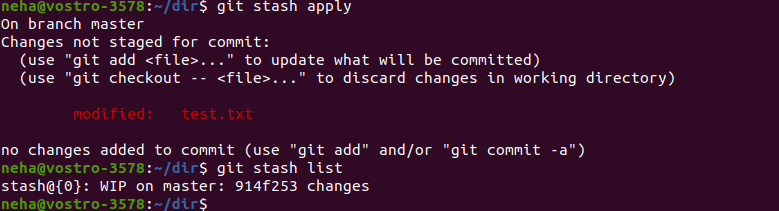 neha@vostro-3578:~/dir$ git stash apply
On branch master
Changes not staged for commit:
  (use "git add <file>..." to update what will be committed)
  (use "git checkout -- <file>..." to discard changes in working directory)

        modified:   test.txt

no changes added to commit (use "git add" and/or "git commit -a")
neha@vostro-3578:~/dir$ git stash list
stash@{0}: WIP on master: 914f253 changes
neha@vostro-3578:~/dir$